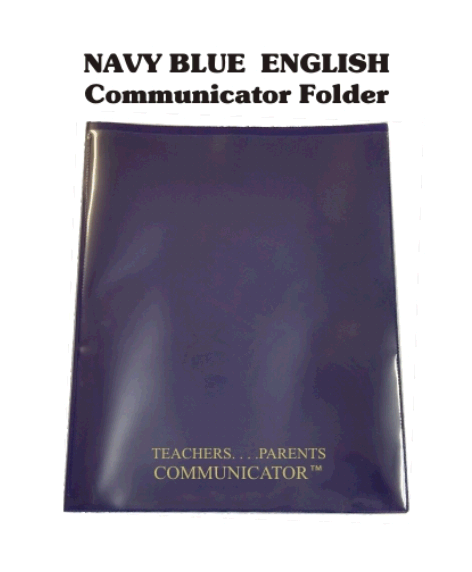 NAVY BLUE ENGLISH
Communicator Folder
TEACHERS. . . .PARENTS
COMMUNICATOR™